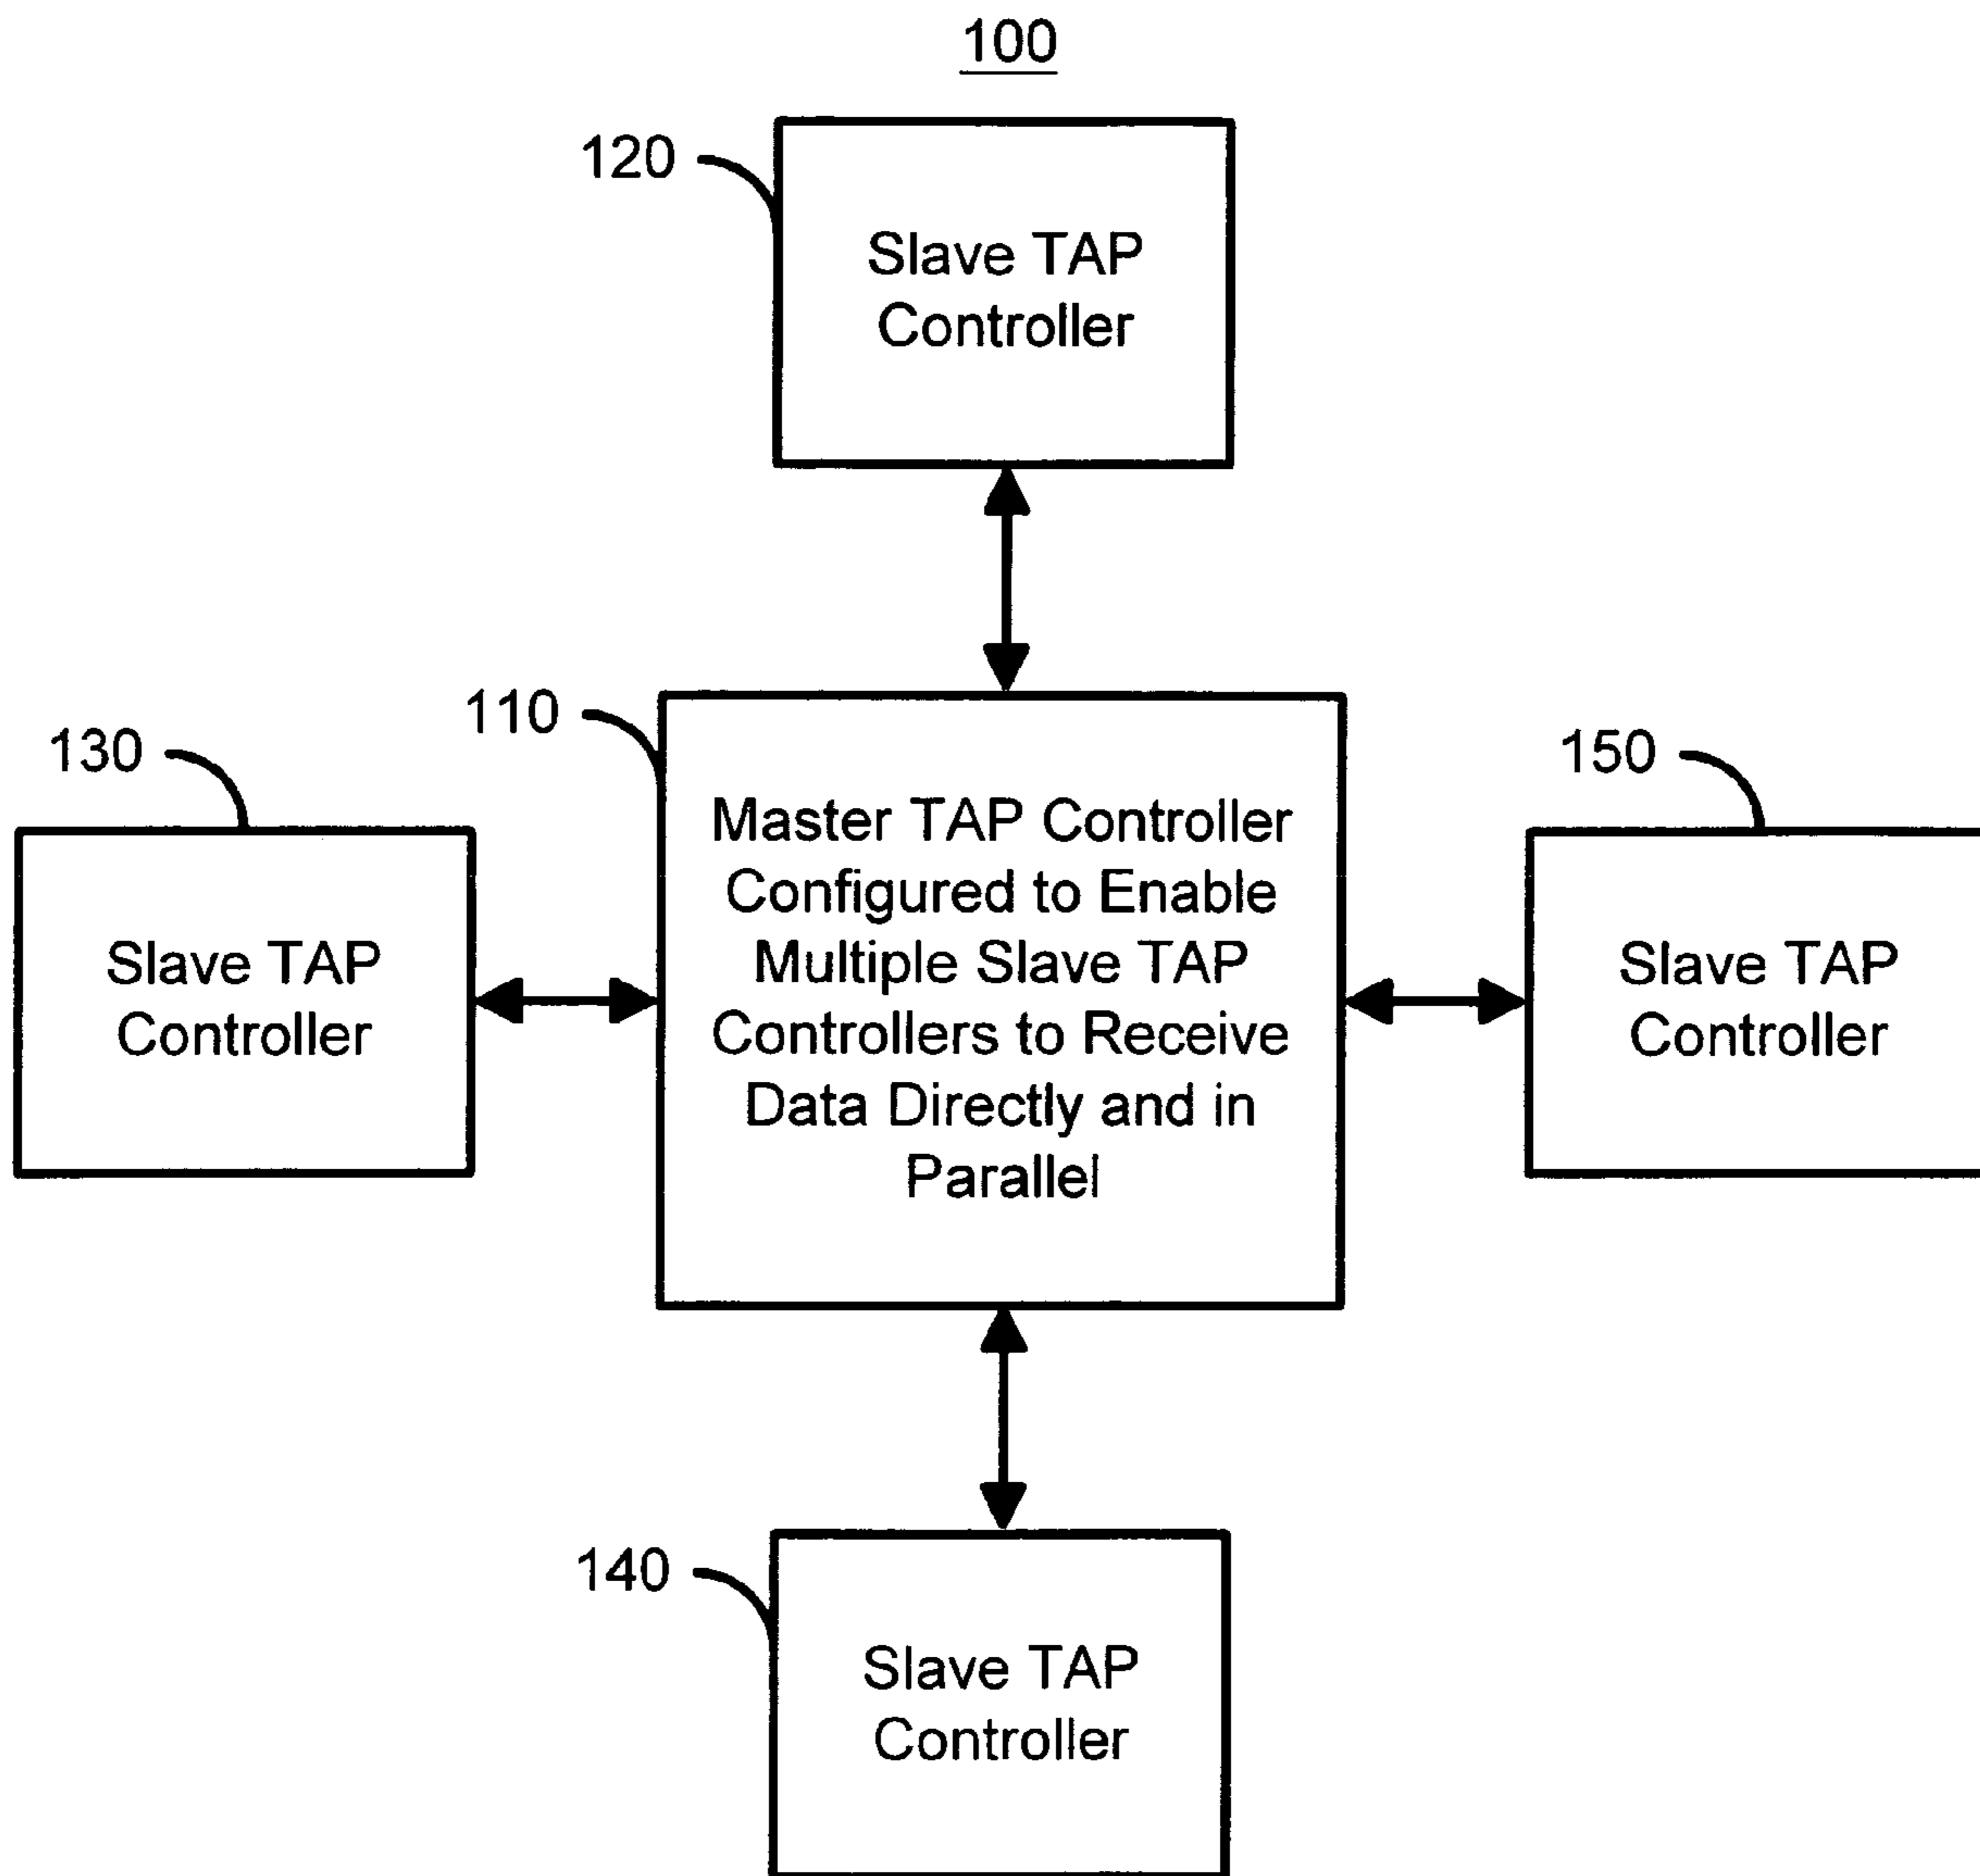 100
120
Slave TAP
Controller
110
130
150
Master TAP Controller
Configured to Enable
Multiple Slave TAP
Controllers to Receive
Data Directly and in
Parallel
Slave TAP
Controller
Slave TAP
Controller
140
Slave TAP
Controller